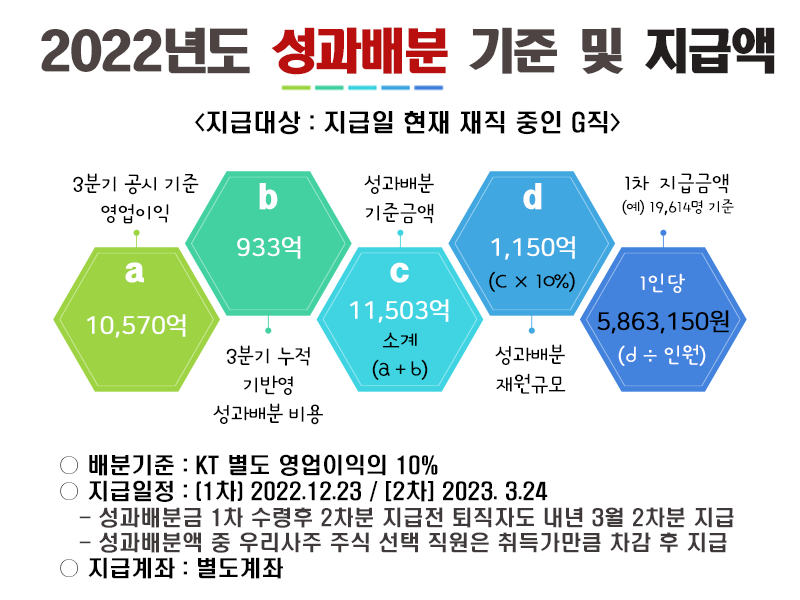 2022년도 성과배분 기준 및 지급액
<지급대상 : 지급일 현재 재직 중인 G직>
3분기 공시 기준
영업이익
a
10,570억
b
933억
3분기 누적
기반영
성과배분 비용
성과배분
기준금액
c
11,503억
소계
(a + b)
d
1,150억
(C × 10%)
성과배분
재원규모
1차 지급금액
(예) 19,614명 기준
1인당
5,863,150원
(d ÷ 인원)
○ 배분기준 : KT 별도 영업이익의 10%
○ 지급일정 : (1차) 2022.12.23 / [2차] 2023. 3.24
- 성과배분금 1차 수령후 2차분 지급전 퇴직자도 내년 3월 2차분 지급
- 성과배분액 중 우리사주 주식 선택 직원은 취득가만큼 차감 후 지급
○ 지급계좌 : 별도계좌